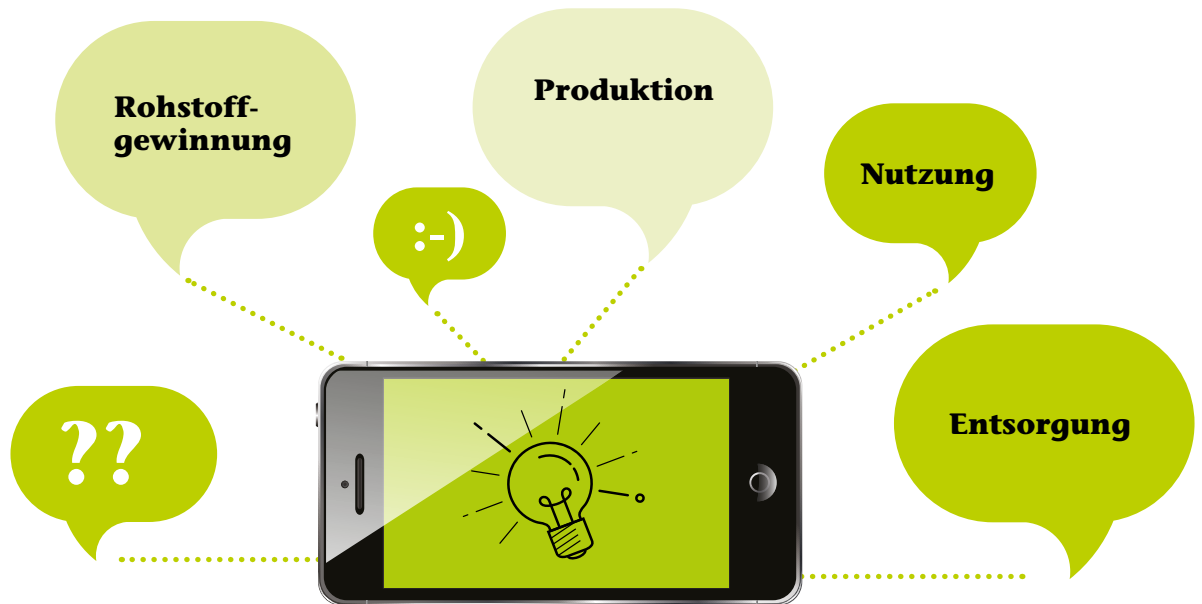 Rohstoff-
gewinnung
Produktion
:-)
Nutzung
??
Entsorgung